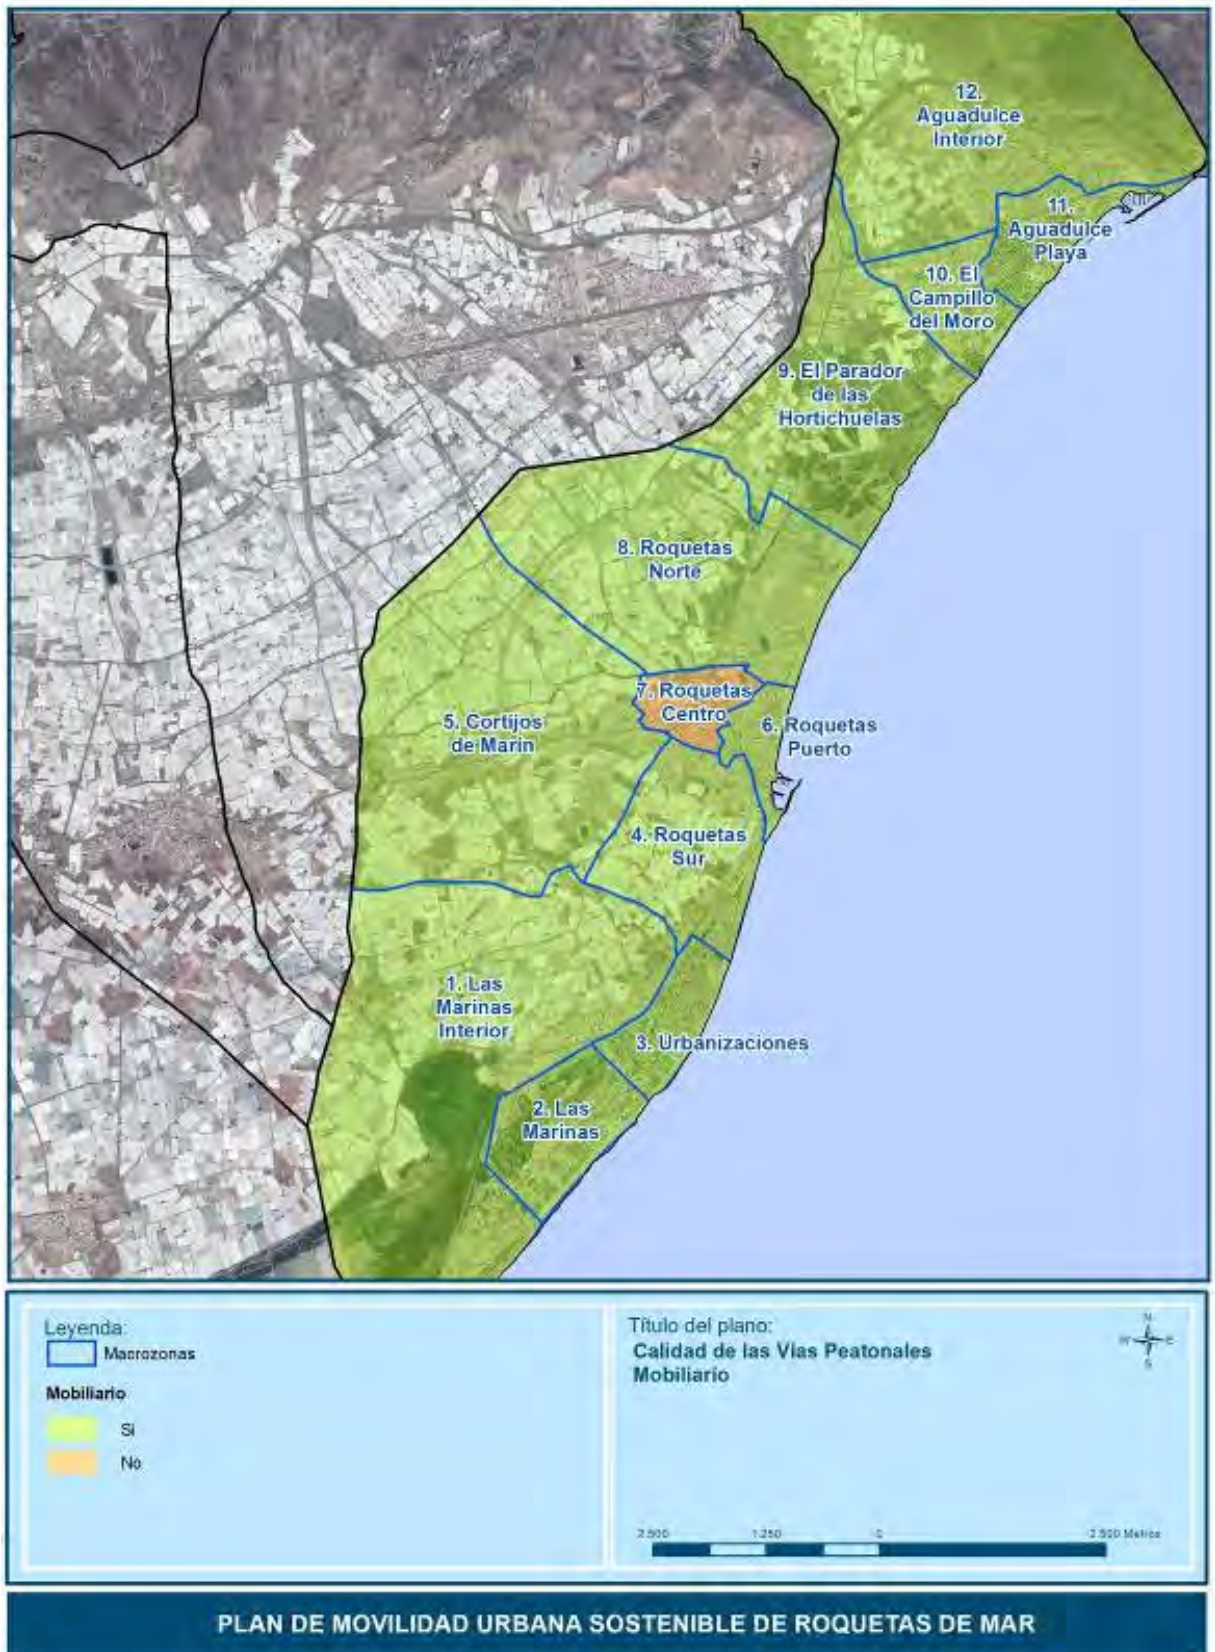 12.
Aguadulce
Interior
11.
Aguadulce
Playa
10. El
Campillo
del Moro
9. El Parador
de las
Hortichuelas
8. Roquetas
Norte
7. Roquetas
Centro
6. Roquetas
Puerto
5. Cortijos
de Marin
4. Roquetas
Sur
1. Las
Marinas
Interior
3. Urbanizaciones
2. Las
Marinas
Leyenda:
Macrozonas
Mobiliario
Si
No
Título del plano:
Calidad de las Vías Peatonales
Mobiliario
N
W E
S
2.500 1.250 0 2.500 Metros
PLAN DE MOVILIDAD URBANA SOSTENIBLE DE ROQUETAS DE MAR